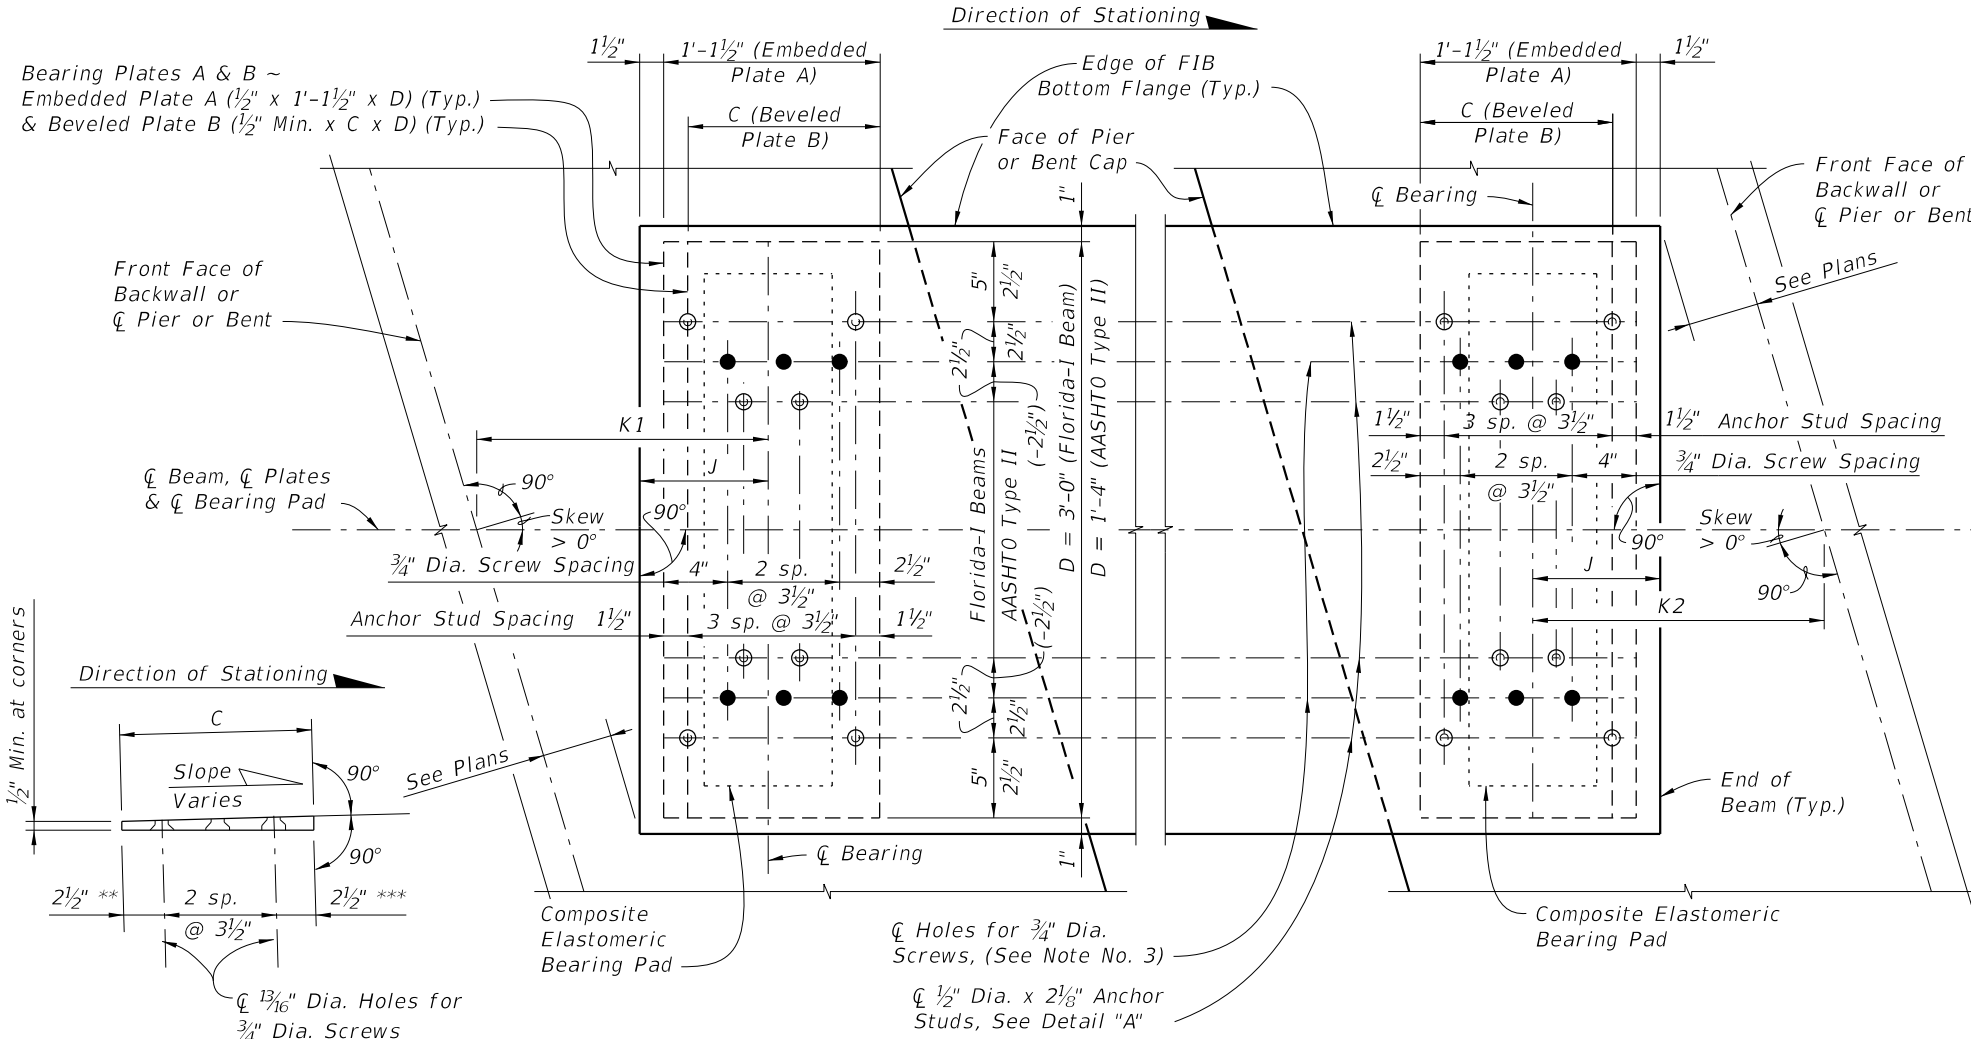 Direction of Stationing
1½"
1'-1½" (Embedded
Plate A)
C (Beveled
Plate B)
Edge of FIB
Bottom Flange (Typ.)
1'-1½" (Embedded
Plate A)
1½"
C (Beveled
Plate B)
Bearing Plates A & B ~
Embedded Plate A (½" x 1'-1½" x D) (Typ.)
& Beveled Plate B (½" Min. x C x D) (Typ.)
Face of Pier
or Bent Cap
℄ Bearing
Front Face of
Backwall or
℄ Pier or Bent
See Plans
1"
Front Face of
Backwall or
℄ Pier or Bent
5"
2½"
2½"
2½"
(-2½")
Florida-I Beams
AASHTO Type II
D = 3'-0" (Florida-I Beam)
D = 1'-4" (AASHTO Type II)
(-2½")
2½"
2½"
5"
2½"
1"
K1
J
℄ Beam, ℄ Plates
& ℄ Bearing Pad
90°
Skew
> 0°
90°
¾" Dia. Screw Spacing
4"
2 sp.
@ 3½"
2½"
Anchor Stud Spacing
1½"
3 sp. @ 3½"
1½"
1½"
3 sp. @ 3½"
1½"
Anchor Stud Spacing
2½"
2 sp.
@ 3½"
4"
¾" Dia. Screw Spacing
90°
Skew
> 0°
J
90°
K2
Direction of Stationing
½" Min. at corners
C
Slope
Varies
90°
90°
2½" **
2 sp.
@ 3½"
2½" ***
℄ 13/16" Dia. Holes for
¾" Dia. Screws
See Plans
℄ Bearing
Composite
Elastomeric
Bearing Pad
℄ Holes for ¾" Dia.
Screws, (See Note No. 3)
℄ ½" Dia. x 2⅛" Anchor
Studs, See Detail "A"
End of
Beam (Typ.)
Composite Elastomeric
Bearing Pad